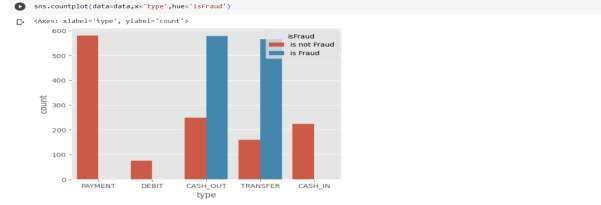 sns.countplot(data=data,x='type',hue='isFraud')
<Axes: xlabel='type', ylabel='count'>
600
500
400
300
200
100
0
count
isFraud
is not Fraud
is Fraud
PAYMENT DEBIT CASH_OUT TRANSFER CASH_IN
type